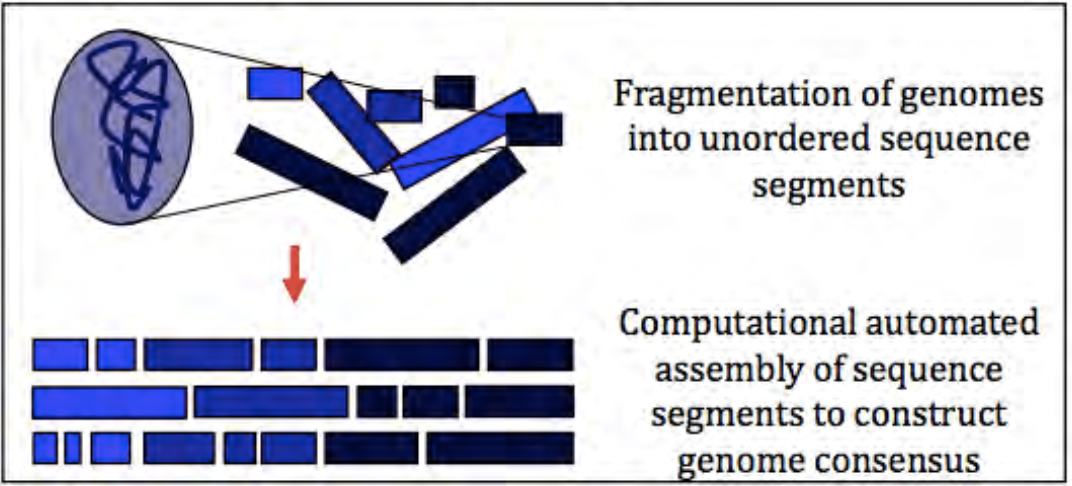 Fragmentation of genomes
into unordered sequence
segments
Computational automated
assembly of sequence
segments to construct
genome consensus